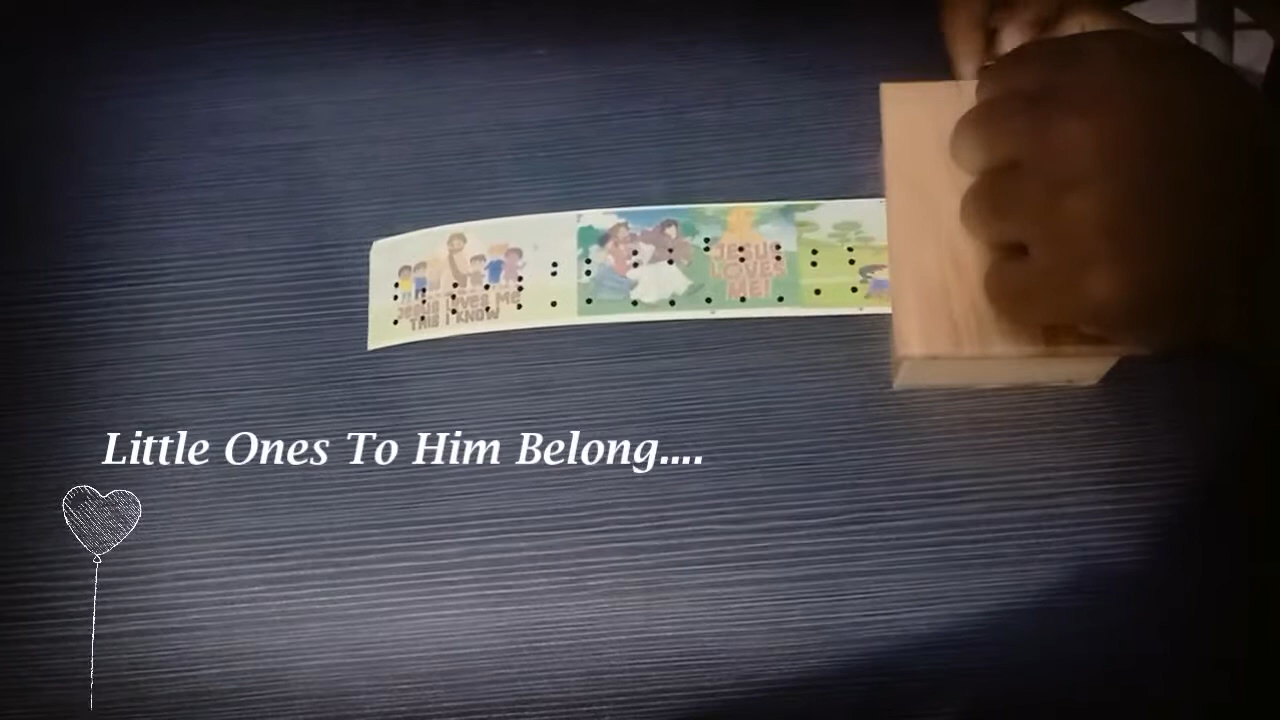 JESUS LOVES ME
THIS I KNOW
JESUS
LOVES
ME!
Little Ones To Him Belong....